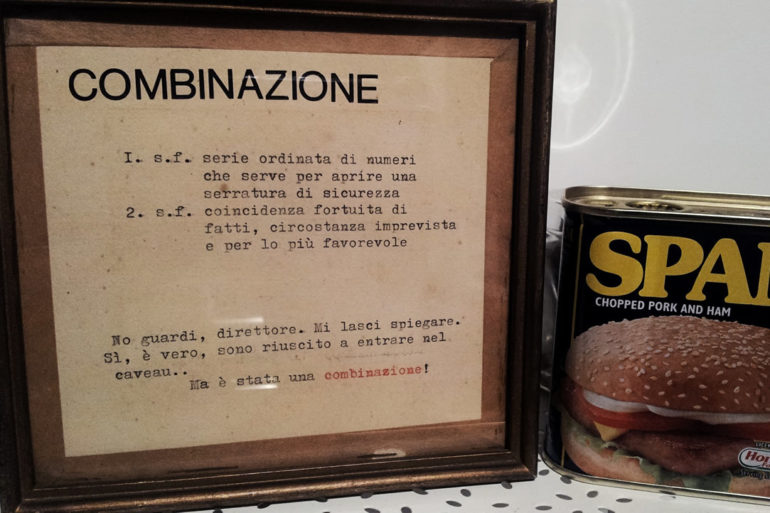 COMBINAZIONE
I. s.f. serie ordinata di numeri
che serve per aprire una
serratura di sicurezza
2. s.f. coincidenza fortuita di
fatti, circostanza imprevista
e per lo più favorevole
No guardi, direttore. Mi lasci spiegare.
Sì, è vero, sono riuscito a entrare nel
caveau..
Ma è stata una combinazione!
SPA
CHOPPED PORK AND HAM
Hor